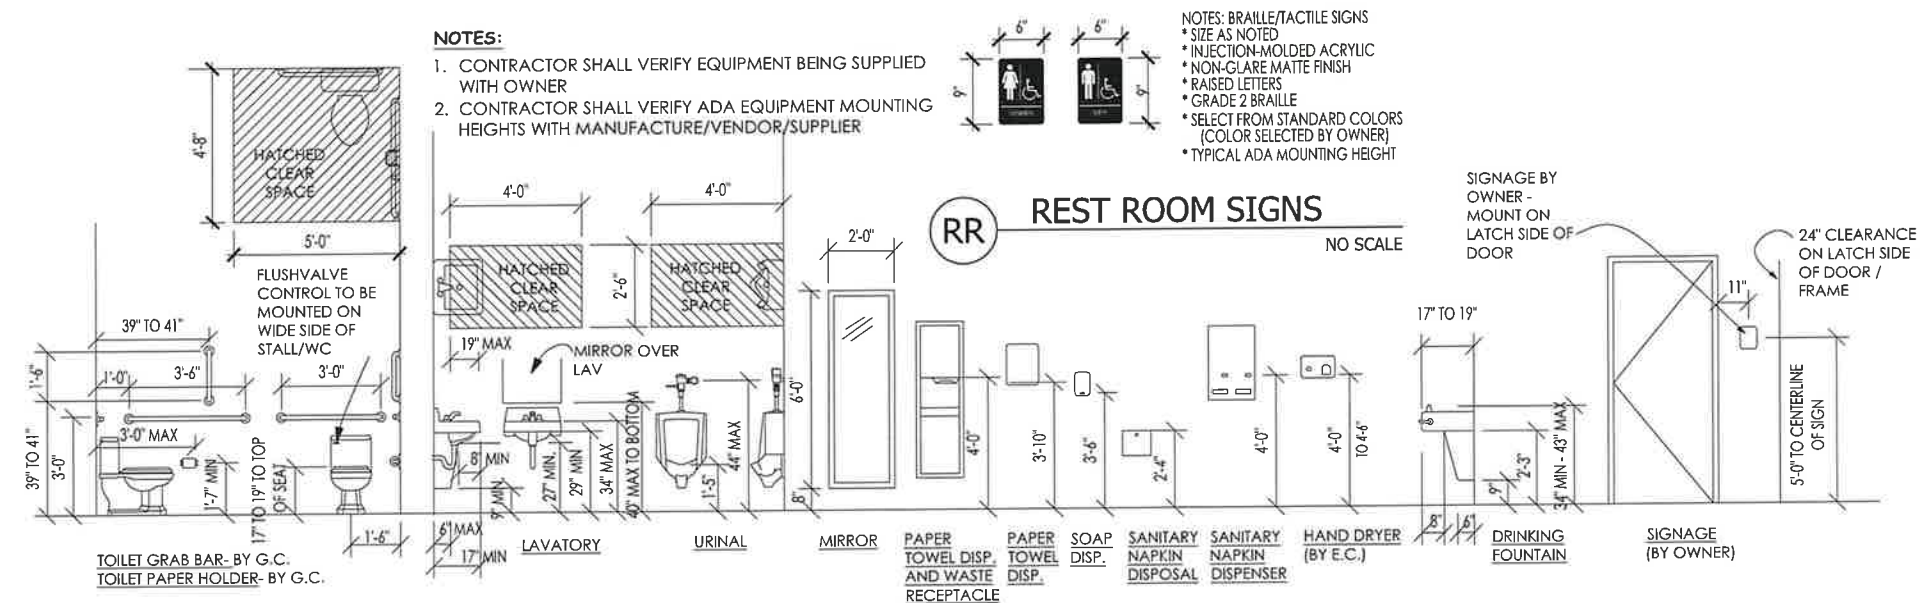 NOTES:
1. CONTRACTOR SHALL VERIFY EQUIPMENT BEING SUPPLIED
WITH OWNER
2. CONTRACTOR SHALL VERIFY ADA EQUIPMENT MOUNTING
HEIGHTS WITH MANUFACTURE/VENDOR/SUPPLIER
6"
6"
9"
9"
NOTES: BRAILLE/TACTILE SIGNS
* SIZE AS NOTED
* INJECTION-MOLDED ACRYLIC
* NON-GLARE MATTE FINISH
* RAISED LETTERS
* GRADE 2 BRAILLE
* SELECT FROM STANDARD COLORS
(COLOR SELECTED BY OWNER)
* TYPICAL ADA MOUNTING HEIGHT
RR
REST ROOM SIGNS
NO SCALE
4'-8"
HATCHED
CLEAR
SPACE
5'-0"
FLUSHVALVE
CONTROL TO BE
MOUNTED ON
WIDE SIDE OF
STALL/WC
39" TO 41"
1'-6"
1'-0"
3'-6"
3'-0"
39" TO 41"
3'-0"
3'-0" MAX
1'-7" MIN
17" TO 19" TO TOP
OF SEAT
1'-6"
TOILET GRAB BAR- BY G.C.
TOILET PAPER HOLDER- BY G.C.
4'-0"
HATCHED
CLEAR
SPACE
2'-6"
19" MAX
MIRROR OVER
LAV
8" MIN
9" MIN.
27" MIN.
29" MIN
34" MAX
40" MAX TO BOTTOM
6" MAX
17" MIN
LAVATORY
4'-0"
HATCHED
CLEAR
SPACE
44" MAX
1'-5"
URINAL
2'-0"
6'-0"
8"
MIRROR
4'-0"
PAPER
TOWEL DISP.
AND WASTE
RECEPTACLE
3'-10"
PAPER
TOWEL
DISP.
3'-6"
SOAP
DISP.
2'-4"
SANITARY
NAPKIN
DISPOSAL
4'-0"
SANITARY
NAPKIN
DISPENSER
4'-0"
TO 4'-6"
HAND DRYER
(BY E.C.)
17" TO 19"
2'-3"
9"
34" MIN - 43" MAX
8"
6"
DRINKING
FOUNTAIN
SIGNAGE BY
OWNER -
MOUNT ON
LATCH SIDE OF
DOOR
24" CLEARANCE
ON LATCH SIDE
OF DOOR /
FRAME
11"
5'-0" TO CENTERLINE
OF SIGN
SIGNAGE
(BY OWNER)